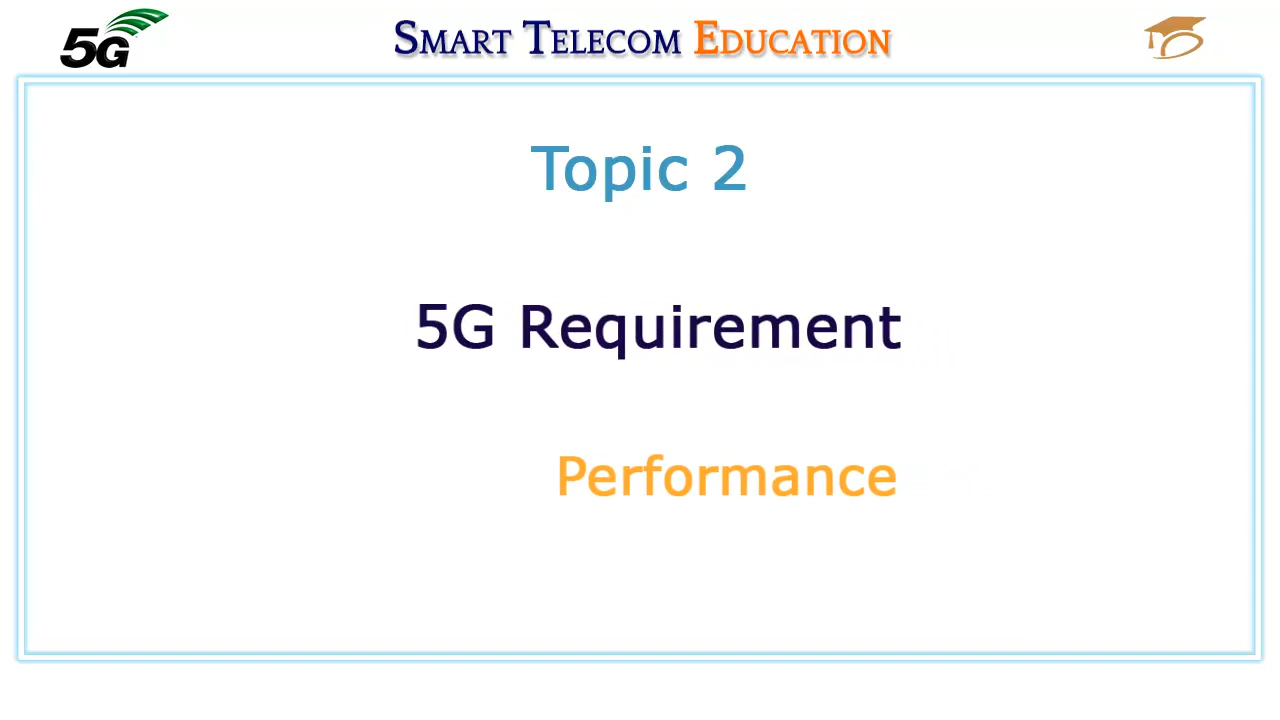 5G
SMART TELECOM EDUCATION
Topic 2
5G Requirement
Performance